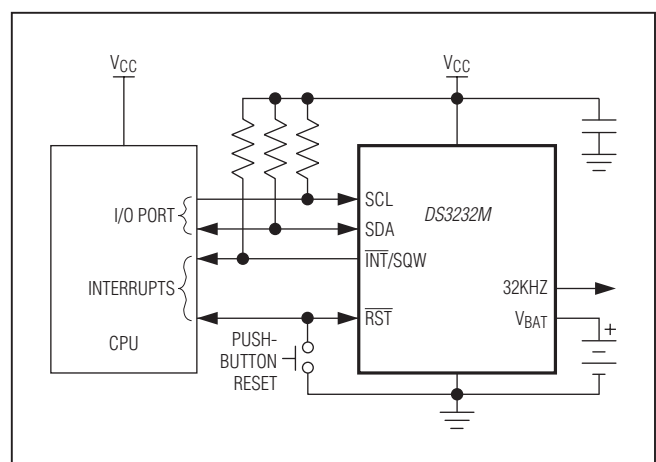 VCC
VCC
I/O PORT
SCL
DS3232M
SDA
INT/SQW
INTERRUPTS
32KHZ
RST
VBAT
CPU
PUSH-
BUTTON
RESET
+